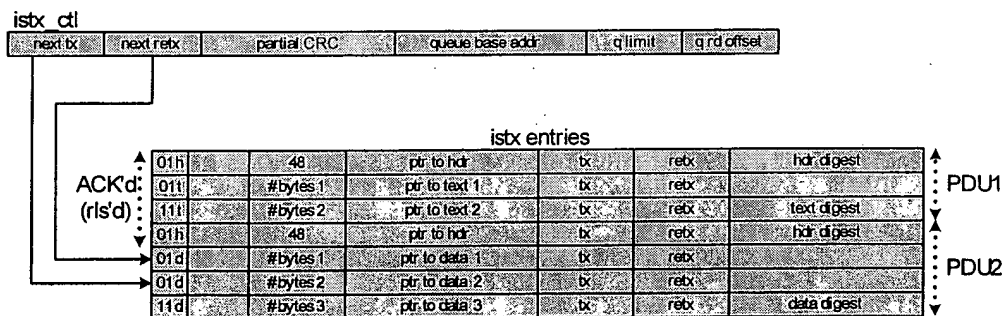 istx_ctl
next tx next retx partial CRC queue base addr q limit q rd offset
istx entries
01h 48 ptr to hdr tx retx hdr digest
01t #bytes1 ptr to text 1 tx retx
11t #bytes2 ptr to text 2 tx retx text digest
01h 48 ptr to hdr tx retx hdr digest
01d #bytes1 ptr to data 1 tx retx
01d #bytes2 ptr to data 2 tx retx
11d #bytes3 ptr to data 3 tx retx data digest
ACK'd
(rls'd)
PDU1
PDU2